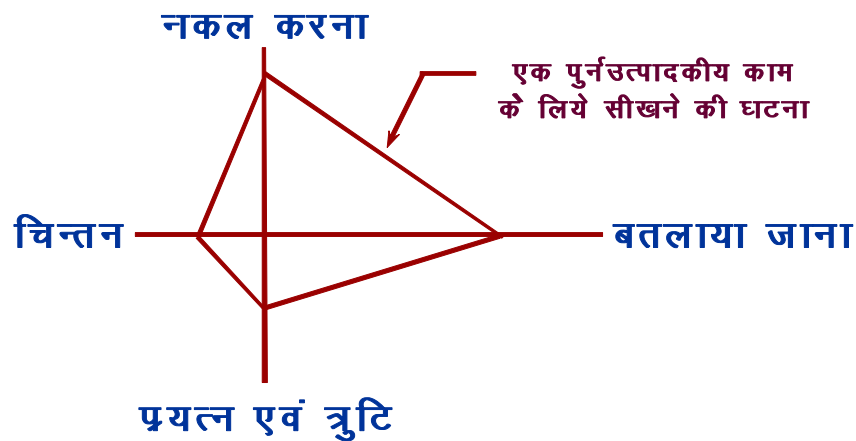 नकल करना
एक पुर्नउत्पादकीय काम
के लिये सीखने की घटना
चिन्तन
बतलाया जाना
प्रयत्न एवं त्रुटि